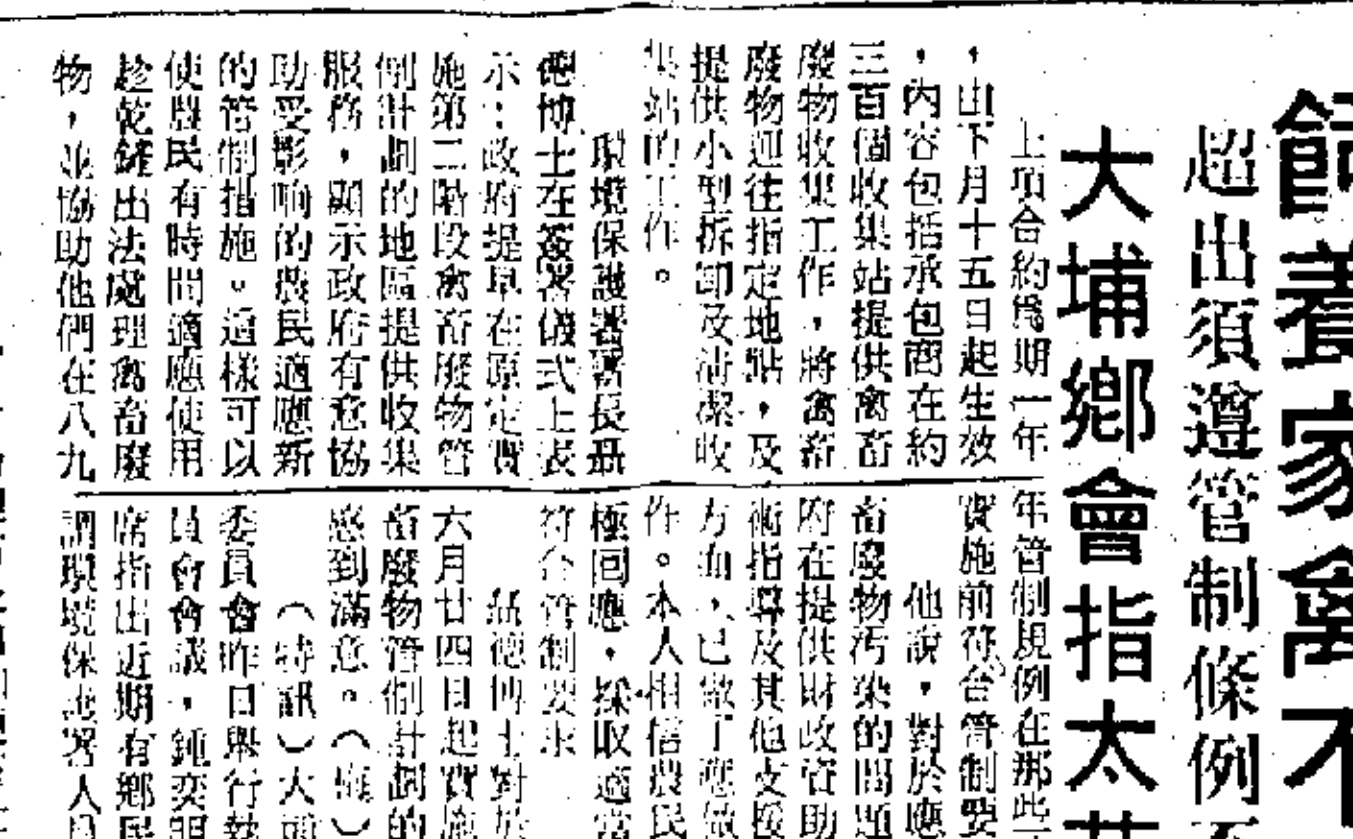 飼養家禽不
超出須遵管制條例
大埔鄉會指太
上項合約爲期一年
，由下月十五日起生效
，內容包括承包商在約
三百個收集站提供禽畜
廢物收集工作，將禽畜
廢物運往指定地點，及
提供小型拆卸及清潔收
集站的工作。
環境保護署署長聶
德博士在簽署儀式上表
示：政府提早在原定實
施第二階段禽畜廢物管
制計劃的地區提供收集
服務，顯示政府有意協
助受影响的農民適應新
的管制措施。這樣可以
使農民有時間適應使用
趁乾鏟出法處理禽畜廢
物，並協助他們在八九
年管制規例在那些
實施前符合管制要
他說，對於應
畜廢物汚染的問題
府在提供財政資助
術指導及其他支援
方面，已做了應做
作。本人相信農民
極回應，採取適當
符合管制要求
聶德博士對於
六月廿四日起實施
畜廢物管制計劃的
感到滿意。（
（特訊）大
委員會昨日舉行
員會會議，鍾奕明
席指出近期有鄉民
調環境保護署人員